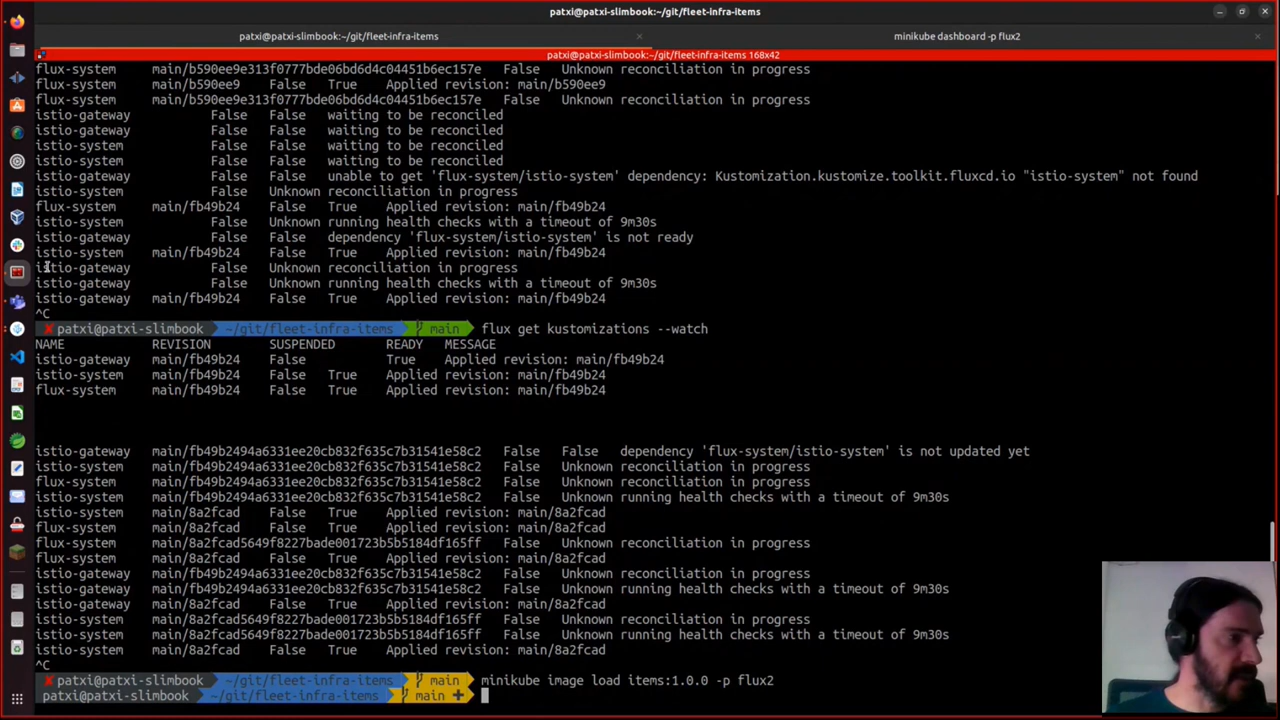 patxi@patxi-slimbook:~/git/fleet-infra-items
patxi@patxi-slimbook:~/git/fleet-infra-items × minikube dashboard -p flux2 ×
patxi@patxi-slimbook:~/git/fleet-infra-items 168x42
flux-system main/b590ee9e313f0777bde06bd6d4c04451b6ec157e False Unknown reconciliation in progress
flux-system main/b590ee9 False True Applied revision: main/b590ee9
flux-system main/b590ee9e313f0777bde06bd6d4c04451b6ec157e False Unknown reconciliation in progress
istio-gateway False False waiting to be reconciled
istio-gateway False False waiting to be reconciled
istio-system False False waiting to be reconciled
istio-system False False waiting to be reconciled
istio-gateway False False unable to get 'flux-system/istio-system' dependency: Kustomization.kustomize.toolkit.fluxcd.io "istio-system" not found
istio-system False Unknown reconciliation in progress
flux-system main/fb49b24 False True Applied revision: main/fb49b24
istio-system False Unknown running health checks with a timeout of 9m30s
istio-gateway False False dependency 'flux-system/istio-system' is not ready
istio-system main/fb49b24 False True Applied revision: main/fb49b24
istio-gateway False Unknown reconciliation in progress
istio-gateway False Unknown running health checks with a timeout of 9m30s
istio-gateway main/fb49b24 False True Applied revision: main/fb49b24
^C
✘ patxi@patxi-slimbook ~/git/fleet-infra-items main flux get kustomizations --watch
NAME REVISION SUSPENDED READY MESSAGE
istio-gateway main/fb49b24 False True Applied revision: main/fb49b24
istio-system main/fb49b24 False True Applied revision: main/fb49b24
flux-system main/fb49b24 False True Applied revision: main/fb49b24
istio-gateway main/fb49b2494a6331ee20cb832f635c7b31541e58c2 False False dependency 'flux-system/istio-system' is not updated yet
istio-system main/fb49b2494a6331ee20cb832f635c7b31541e58c2 False Unknown reconciliation in progress
flux-system main/fb49b2494a6331ee20cb832f635c7b31541e58c2 False Unknown reconciliation in progress
istio-system main/fb49b2494a6331ee20cb832f635c7b31541e58c2 False Unknown running health checks with a timeout of 9m30s
istio-system main/8a2fcad False True Applied revision: main/8a2fcad
flux-system main/8a2fcad False True Applied revision: main/8a2fcad
flux-system main/8a2fcad5649f8227bade001723b5b5184df165ff False Unknown reconciliation in progress
flux-system main/8a2fcad False True Applied revision: main/8a2fcad
istio-gateway main/fb49b2494a6331ee20cb832f635c7b31541e58c2 False Unknown reconciliation in progress
istio-gateway main/fb49b2494a6331ee20cb832f635c7b31541e58c2 False Unknown running health checks with a timeout of 9m30s
istio-gateway main/8a2fcad False True Applied revision: main/8a2fcad
istio-system main/8a2fcad5649f8227bade001723b5b5184df165ff False Unknown reconciliation in progress
istio-system main/8a2fcad5649f8227bade001723b5b5184df165ff False Unknown running health checks with a timeout of 9m30s
istio-system main/8a2fcad False True Applied revision: main/8a2fcad
^C
✘ patxi@patxi-slimbook ~/git/fleet-infra-items main minikube image load items:1.0.0 -p flux2
patxi@patxi-slimbook ~/git/fleet-infra-items main +